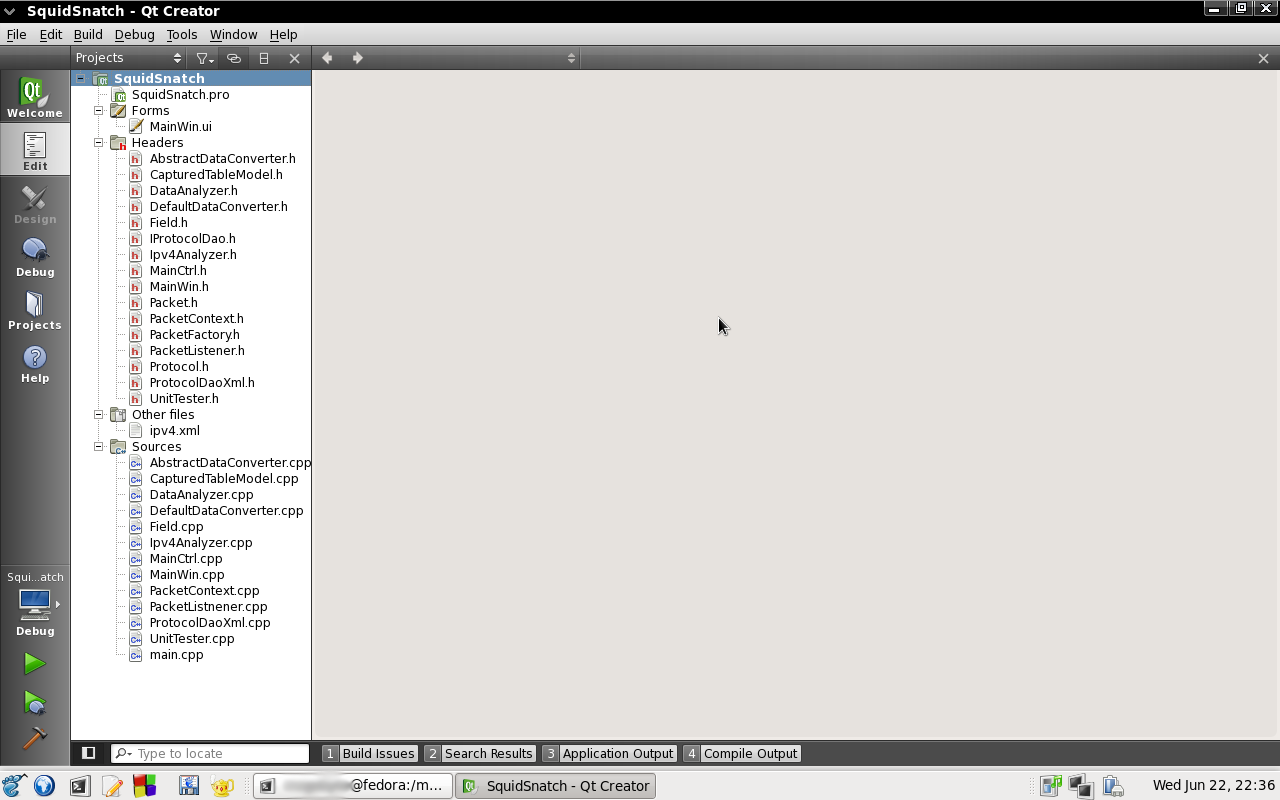 SquidSnatch - Qt Creator
File Edit Build Debug Tools Window Help
Projects
Welcome
Edit
Design
Debug
Projects
Help
Squi...atch
Debug
SquidSnatch
SquidSnatch.pro
Forms
MainWin.ui
Headers
AbstractDataConverter.h
CapturedTableModel.h
DataAnalyzer.h
DefaultDataConverter.h
Field.h
IProtocolDao.h
Ipv4Analyzer.h
MainCtrl.h
MainWin.h
Packet.h
PacketContext.h
PacketFactory.h
PacketListener.h
Protocol.h
ProtocolDaoXml.h
UnitTester.h
Other files
ipv4.xml
Sources
AbstractDataConverter.cpp
CapturedTableModel.cpp
DataAnalyzer.cpp
DefaultDataConverter.cpp
Field.cpp
Ipv4Analyzer.cpp
MainCtrl.cpp
MainWin.cpp
PacketContext.cpp
PacketListnener.cpp
ProtocolDaoXml.cpp
UnitTester.cpp
main.cpp
Type to locate 1 Build Issues 2 Search Results 3 Application Output 4 Compile Output
@fedora:/m... SquidSnatch - Qt Creator Wed Jun 22, 22:36